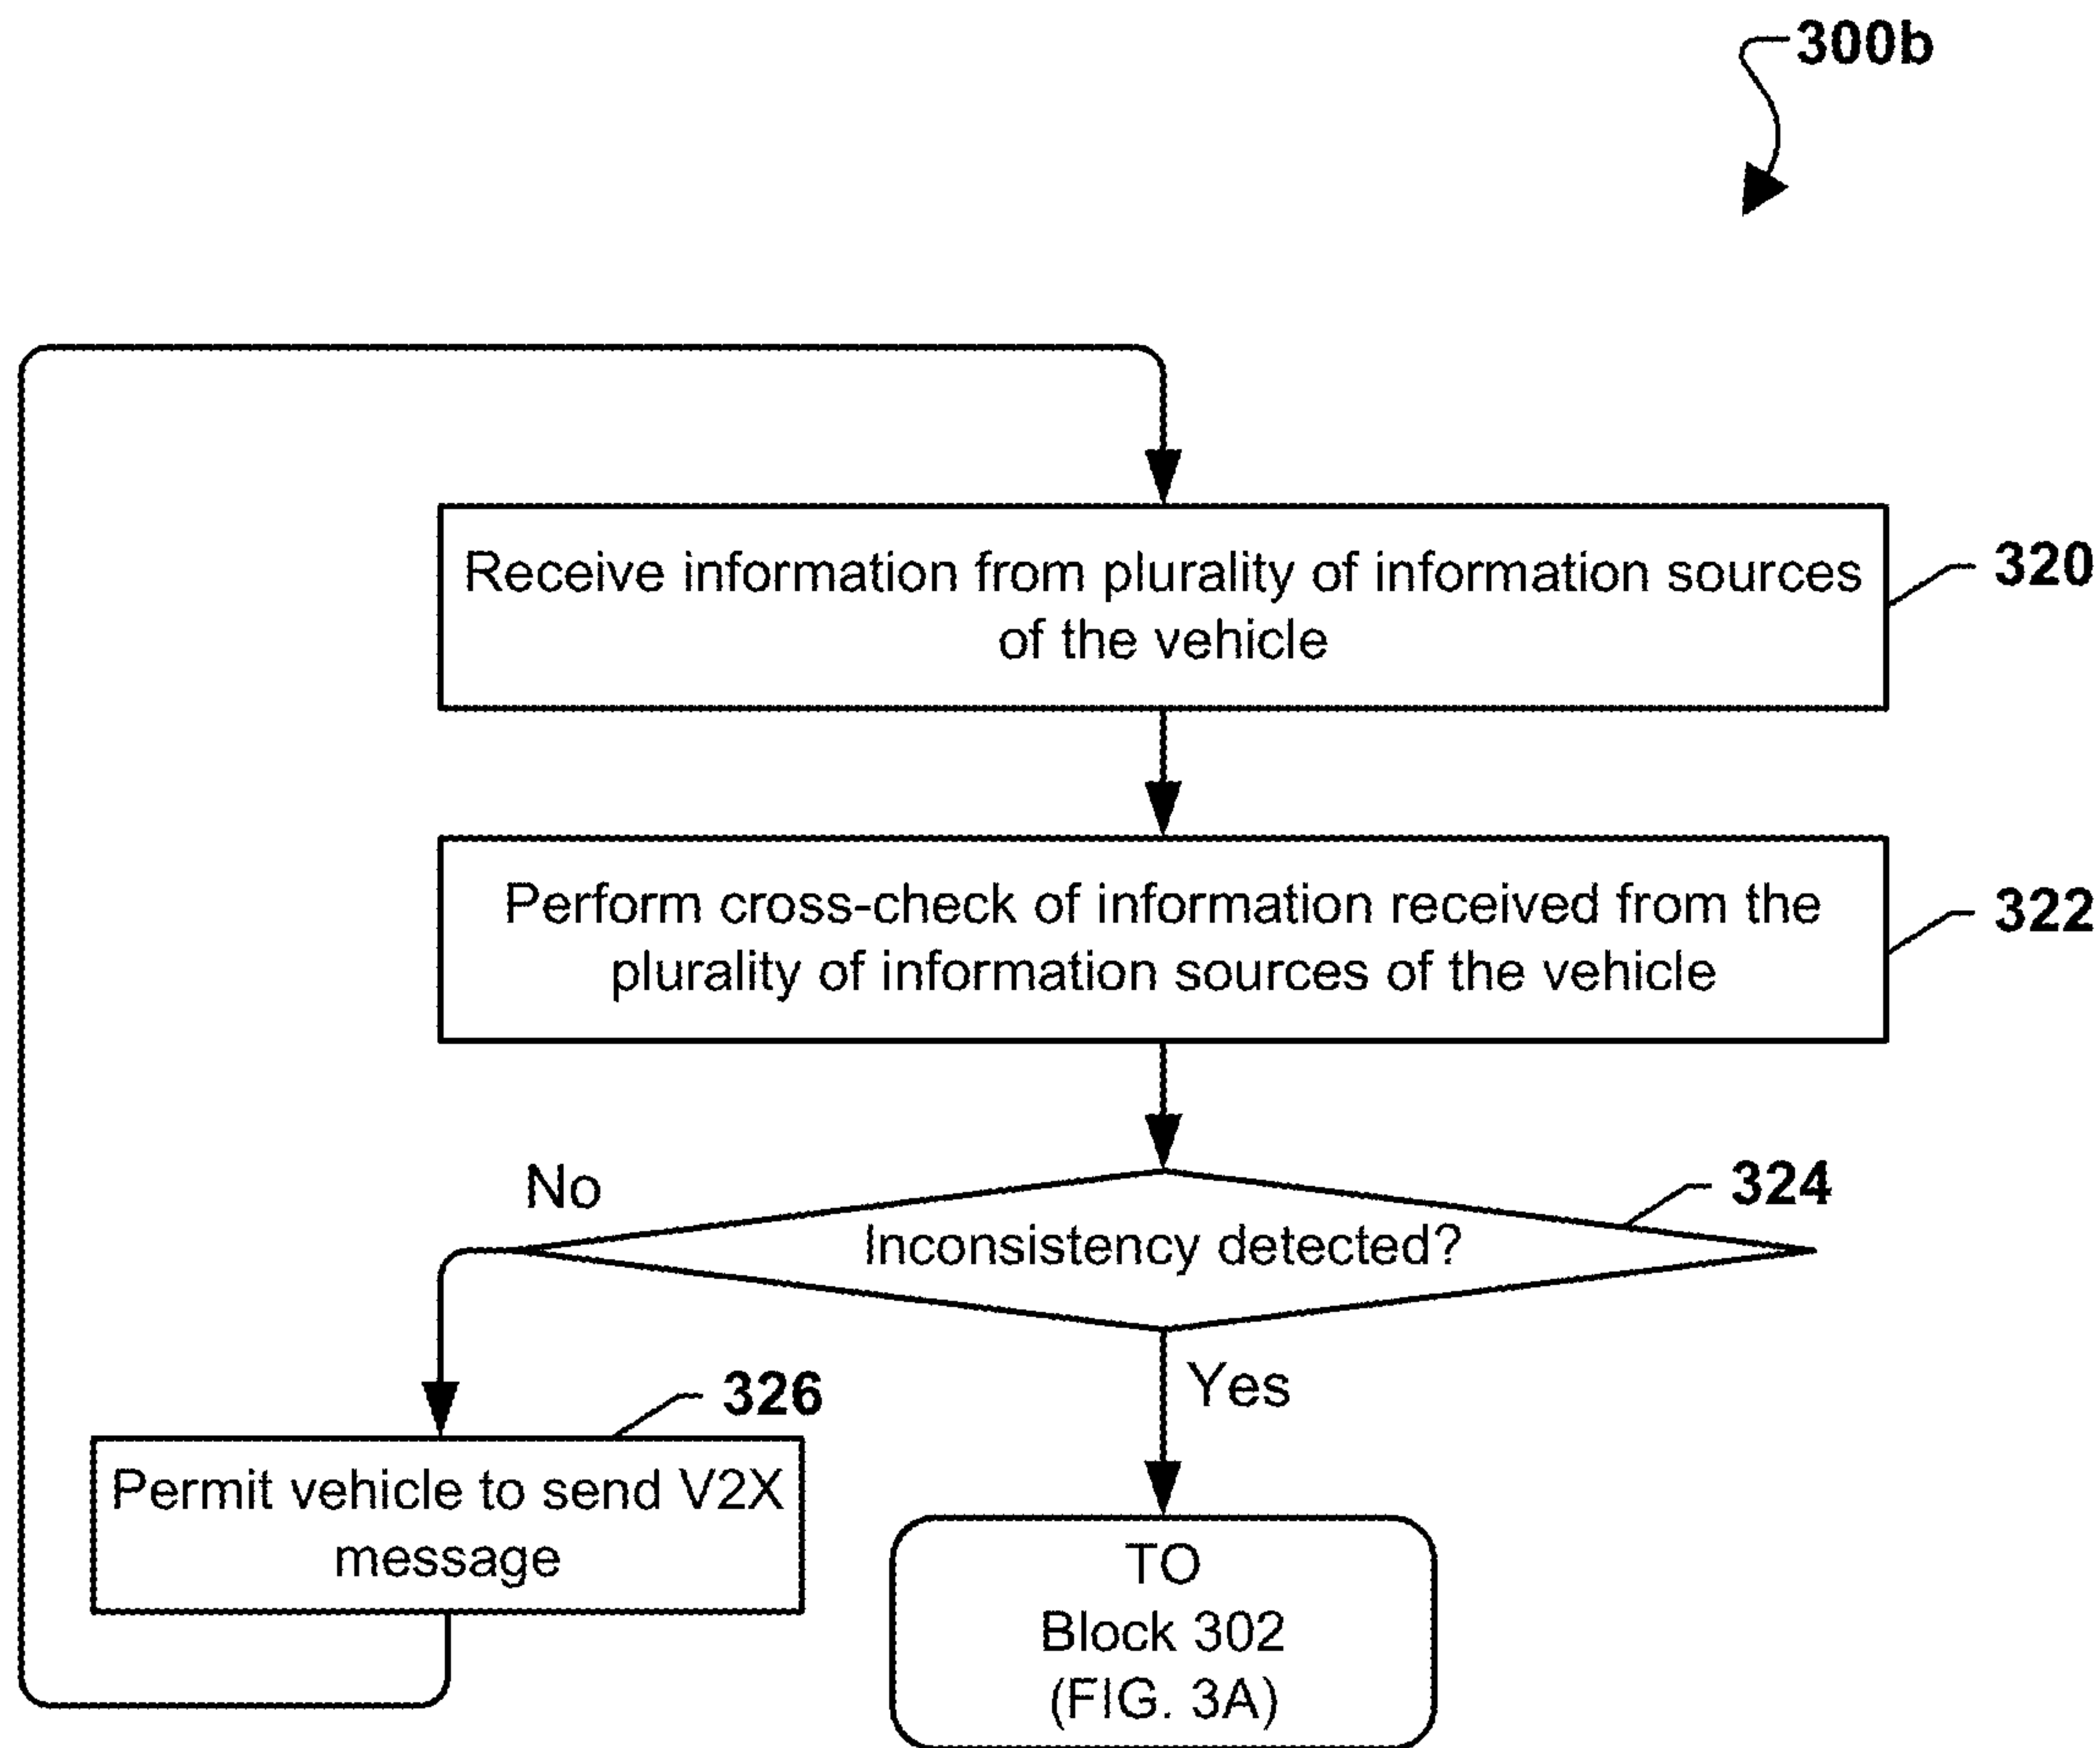 300b
Receive information from plurality of information sources
of the vehicle
320
Perform cross-check of information received from the
plurality of information sources of the vehicle
322
No
324
Inconsistency detected?
326
Yes
Permit vehicle to send V2X
message
TO
Block 302
(FIG. 3A)